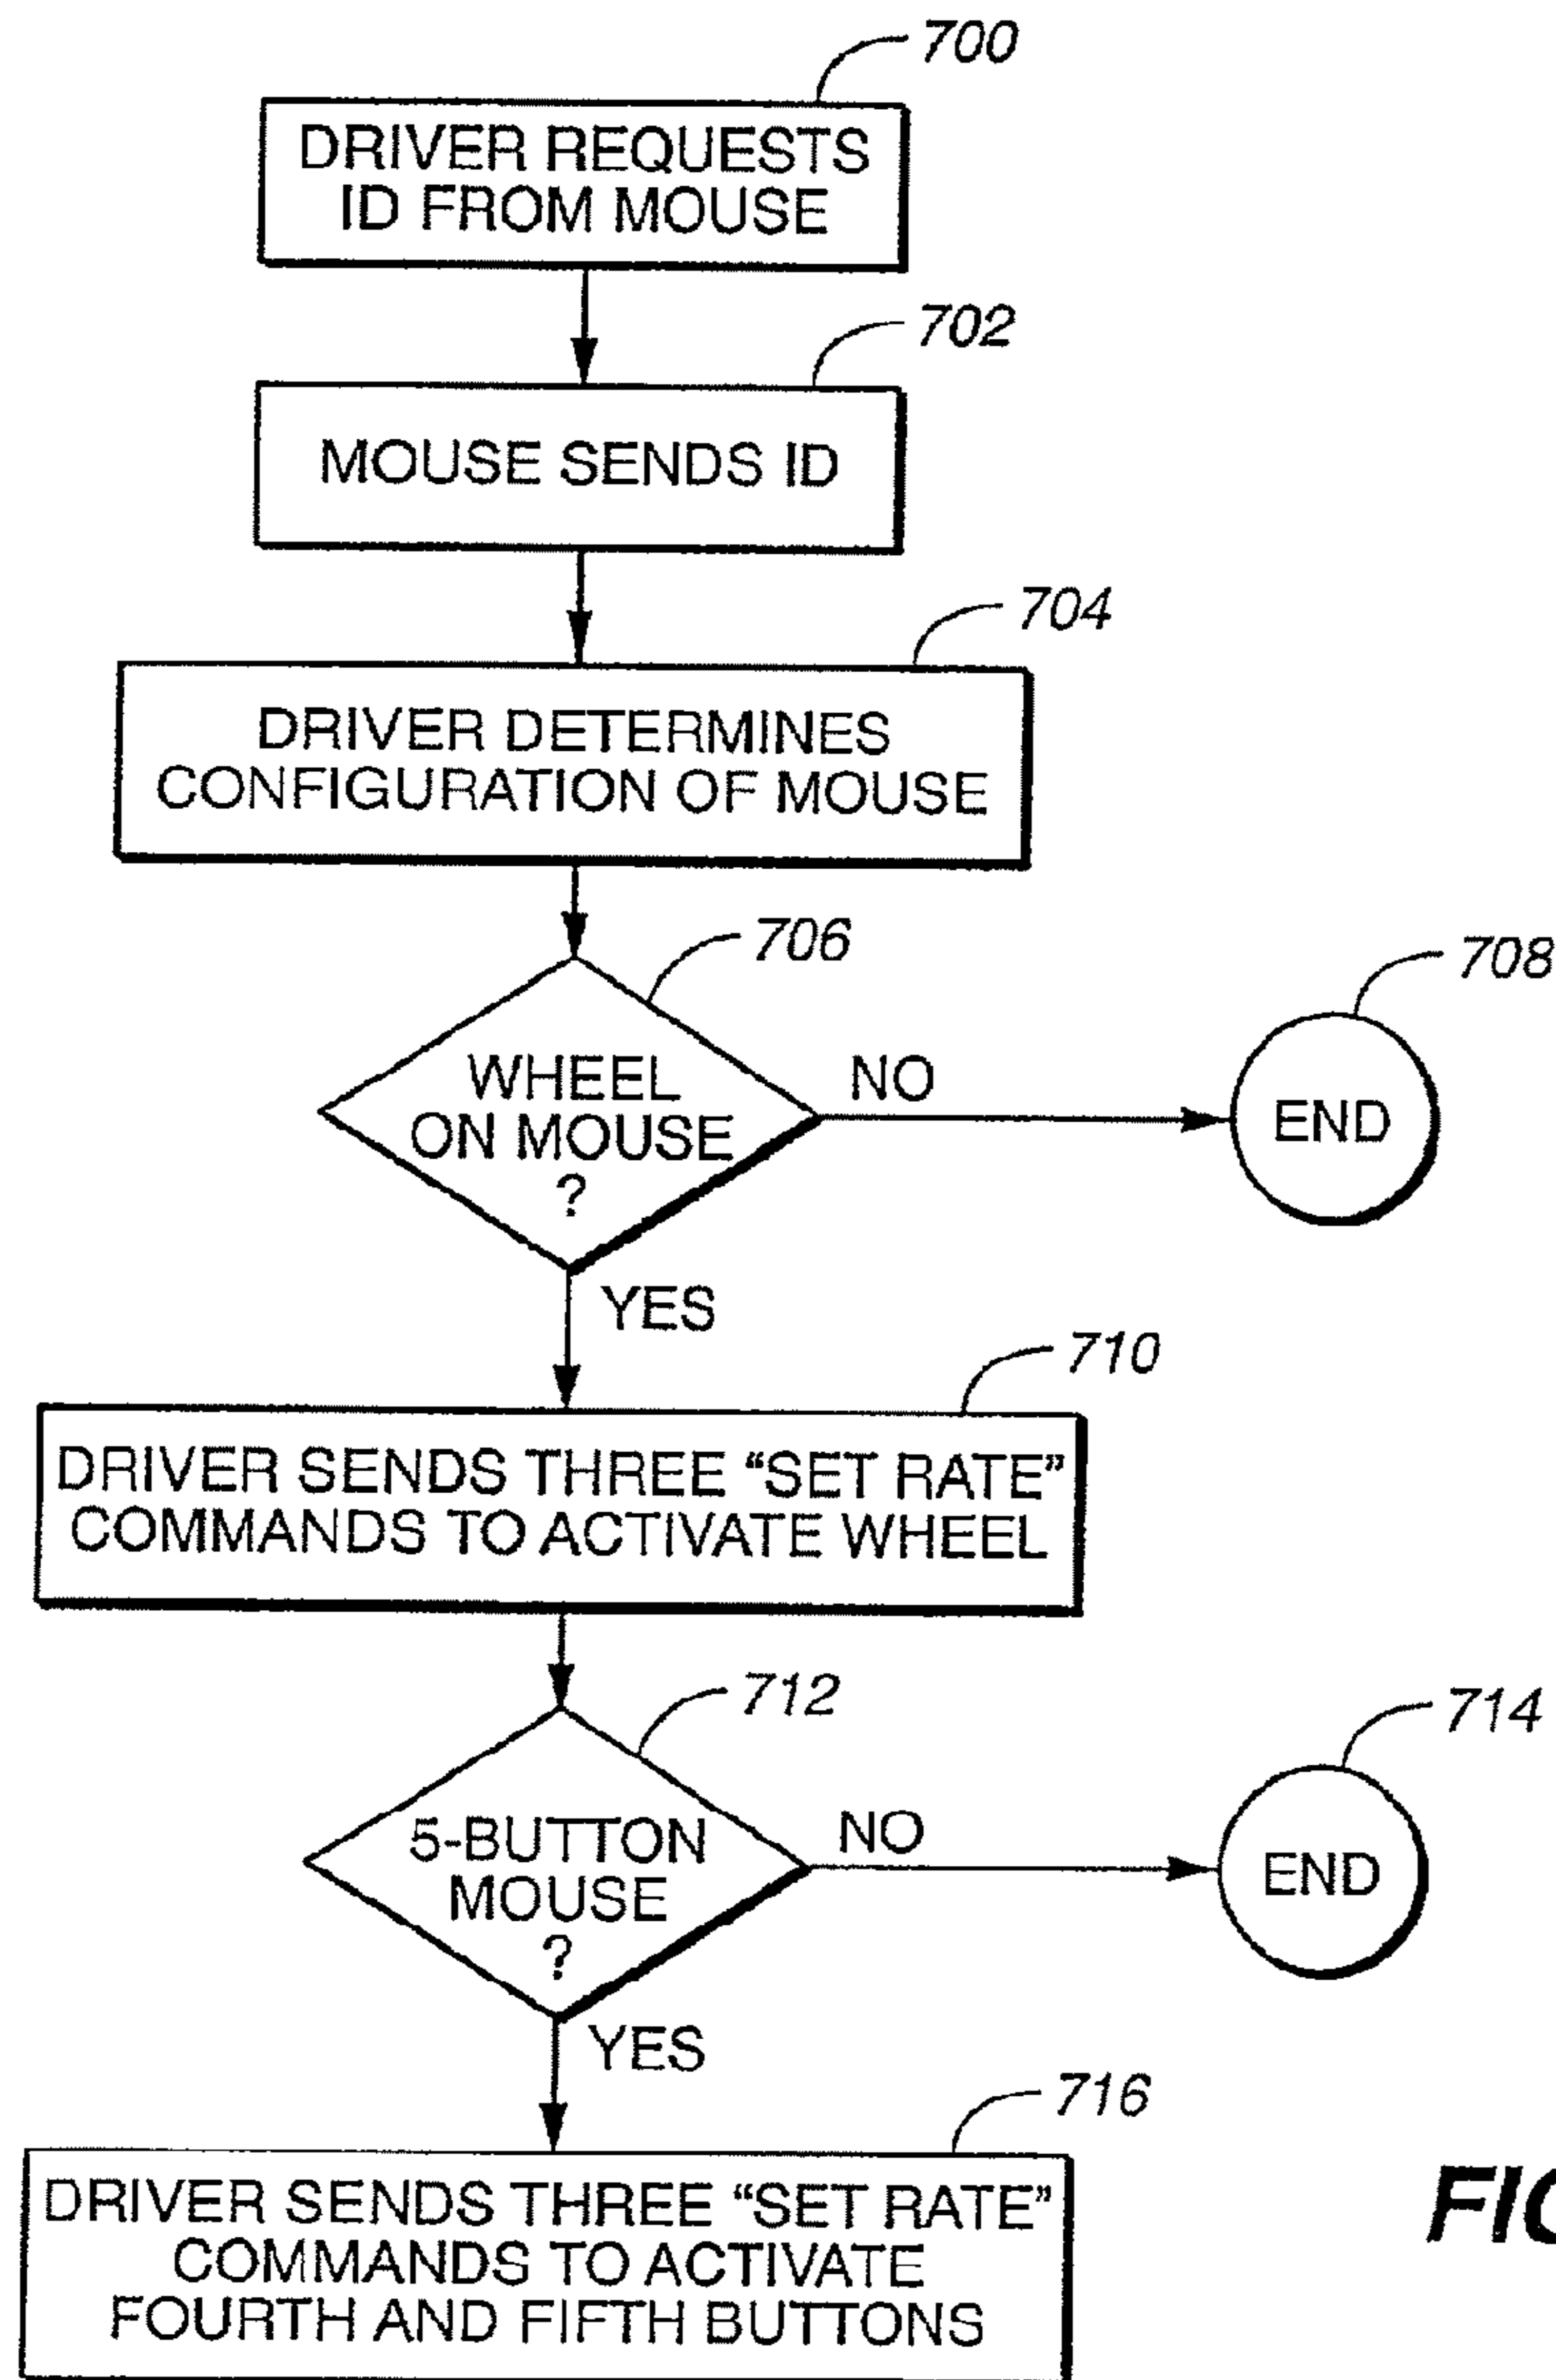 700
DRIVER REQUESTS
ID FROM MOUSE
702
MOUSE SENDS ID
704
DRIVER DETERMINES
CONFIGURATION OF MOUSE
706
WHEEL
ON MOUSE
?
NO
708
END
YES
710
DRIVER SENDS THREE “SET RATE”
COMMANDS TO ACTIVATE WHEEL
712
5-BUTTON
MOUSE
?
NO
714
END
YES
716
DRIVER SENDS THREE “SET RATE”
COMMANDS TO ACTIVATE
FOURTH AND FIFTH BUTTONS